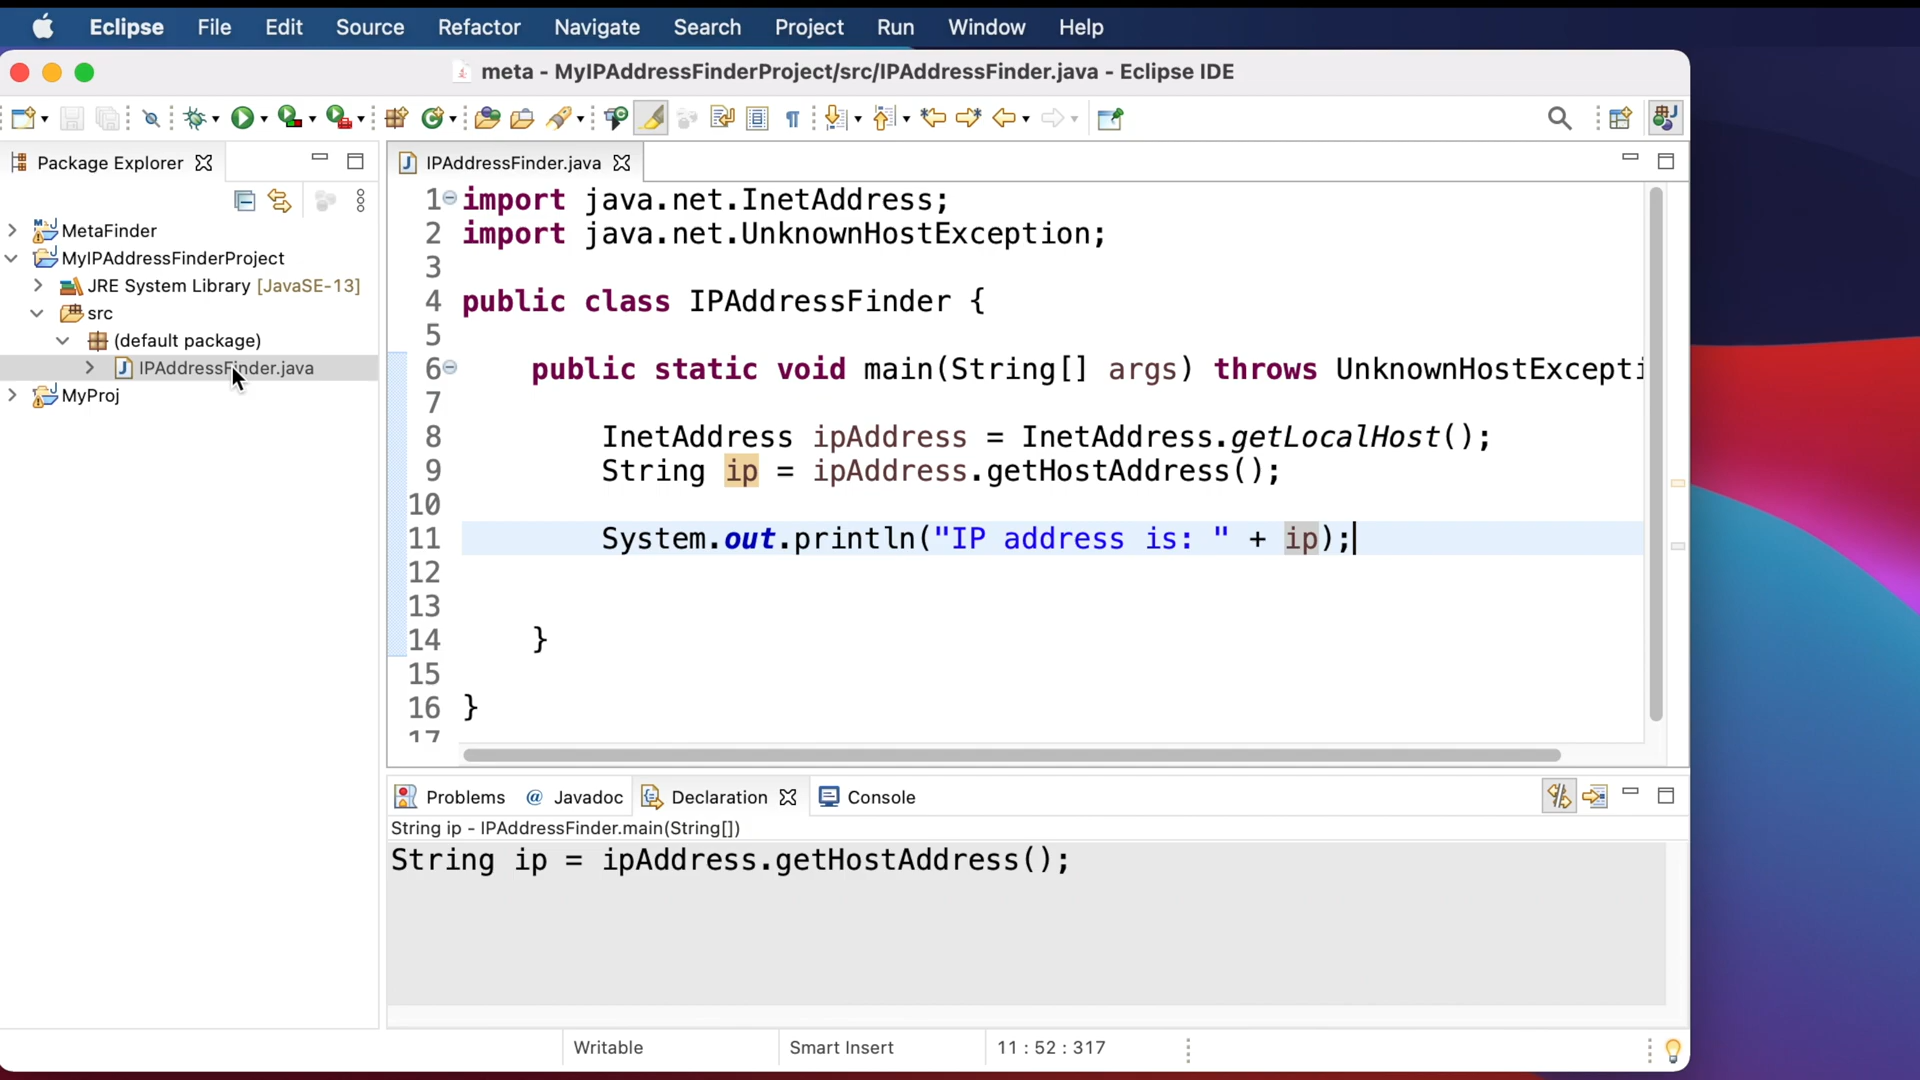 Eclipse File Edit Source Refactor Navigate Search Project Run Window Help
meta - MyIPAddressFinderProject/src/IPAddressFinder.java - Eclipse IDE
Package Explorer
MetaFinder
MyIPAddressFinderProject
JRE System Library [JavaSE-13]
src
(default package)
IPAddressFinder.java
MyProj
IPAddressFinder.java
1 import java.net.InetAddress;
2 import java.net.UnknownHostException;
3
4 public class IPAddressFinder {
5
6 public static void main(String[] args) throws UnknownHostExcepti
7
8 InetAddress ipAddress = InetAddress.getLocalHost();
9 String ip = ipAddress.getHostAddress();
10
11 System.out.println("IP address is: " + ip);
12
13
14 }
15
16 }
17
Problems @ Javadoc Declaration Console
String ip - IPAddressFinder.main(String[])
String ip = ipAddress.getHostAddress();
Writable Smart Insert 11 : 52 : 317